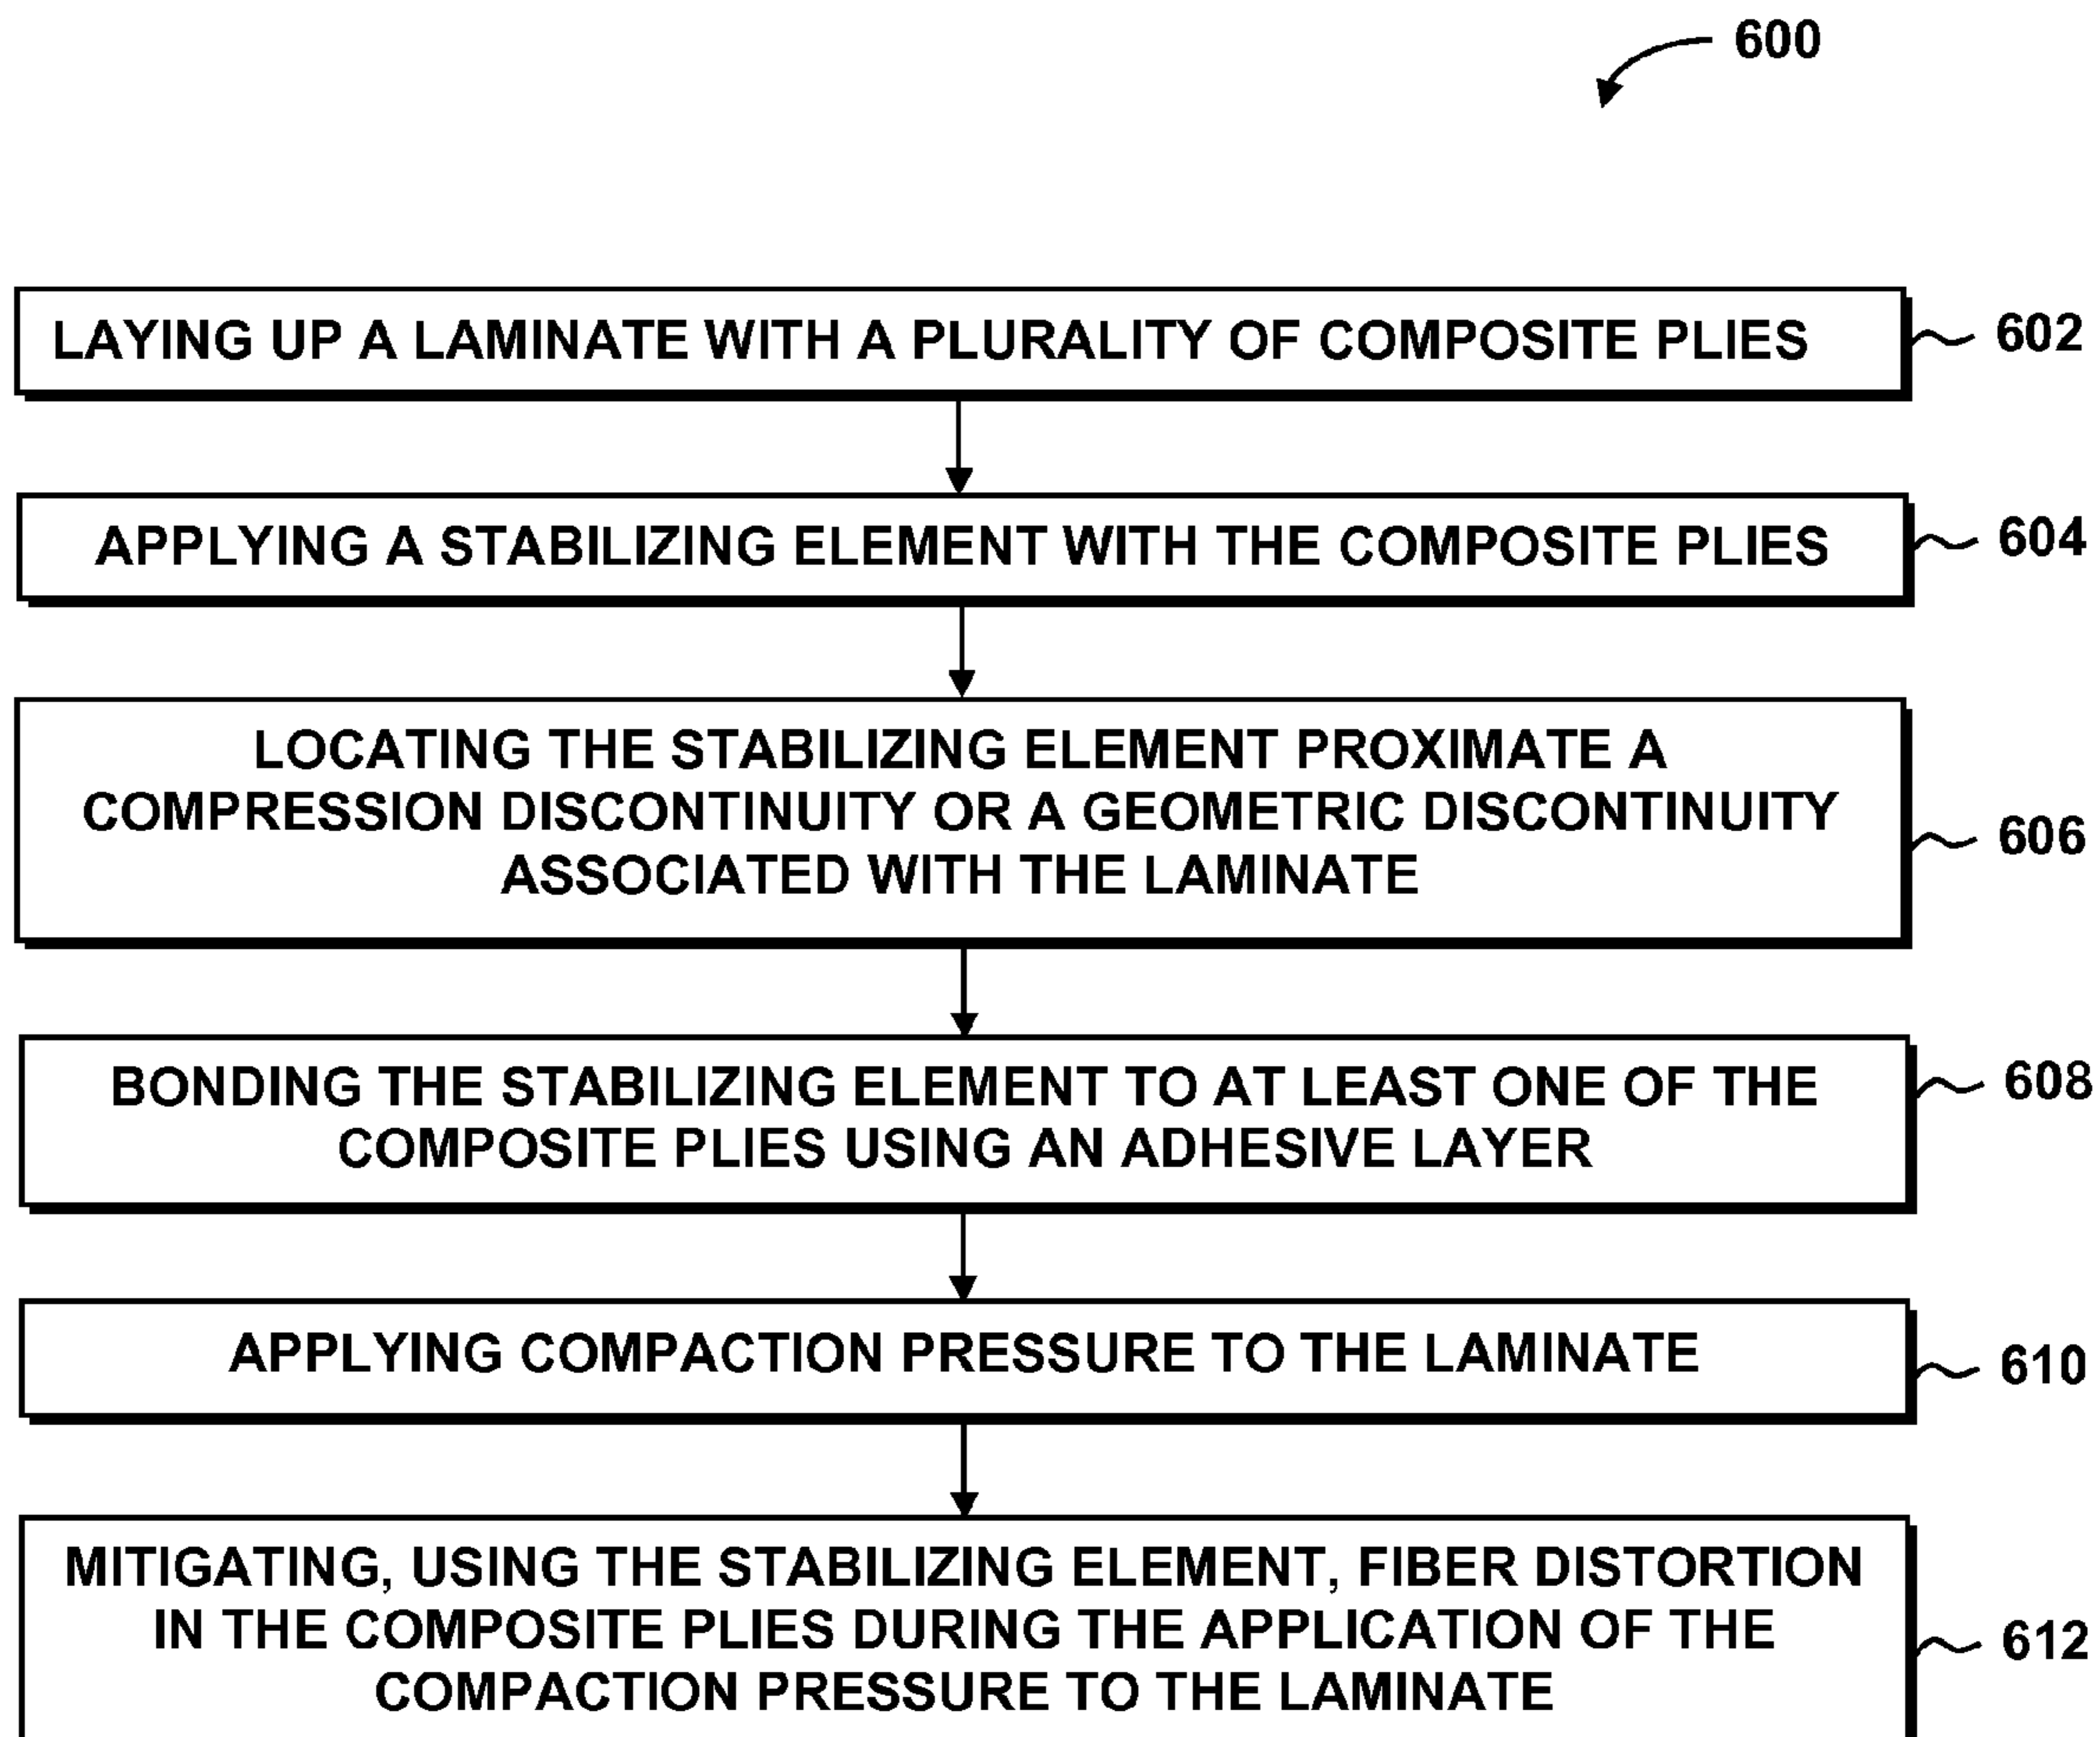 600
LAYING UP A LAMINATE WITH A PLURALITY OF COMPOSITE PLIES
602
APPLYING A STABILIZING ELEMENT WITH THE COMPOSITE PLIES
604
LOCATING THE STABILIZING ELEMENT PROXIMATE A
COMPRESSION DISCONTINUITY OR A GEOMETRIC DISCONTINUITY
ASSOCIATED WITH THE LAMINATE
606
BONDING THE STABILIZING ELEMENT TO AT LEAST ONE OF THE
COMPOSITE PLIES USING AN ADHESIVE LAYER
608
APPLYING COMPACTION PRESSURE TO THE LAMINATE
610
MITIGATING, USING THE STABILIZING ELEMENT, FIBER DISTORTION
IN THE COMPOSITE PLIES DURING THE APPLICATION OF THE
COMPACTION PRESSURE TO THE LAMINATE
612